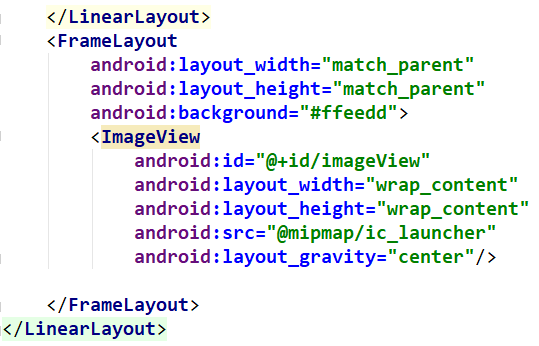 </LinearLayout>
<FrameLayout
android:layout_width="match_parent"
android:layout_height="match_parent"
android:background="#ffeedd">
<ImageView
android:id="@+id/imageView"
android:layout_width="wrap_content"
android:layout_height="wrap_content"
android:src="@mipmap/ic_launcher"
android:layout_gravity="center"/>
</FrameLayout>
</LinearLayout>